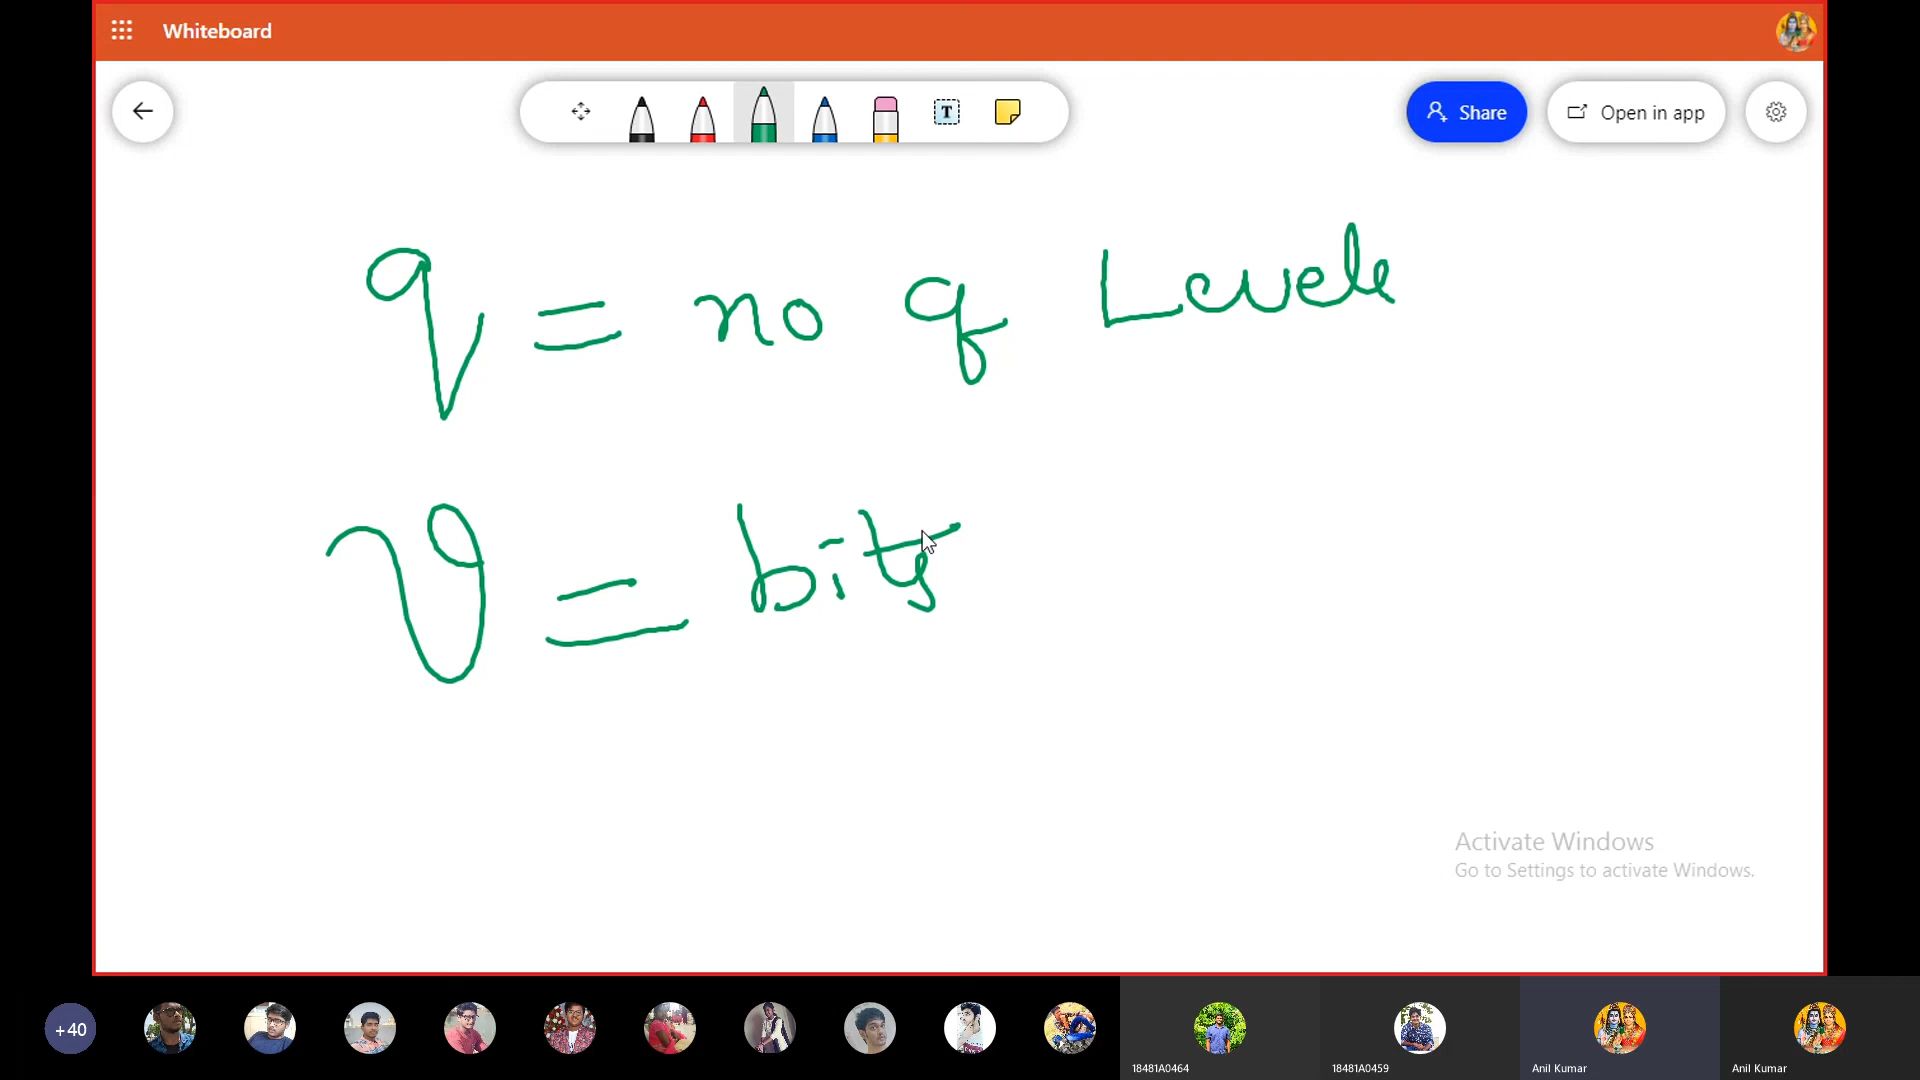 Whiteboard
Share
Open in app
q = no of Levels
v = bits
Activate Windows
Go to Settings to activate Windows.
+40
18481A0464
18481A0459
Anil Kumar
Anil Kumar